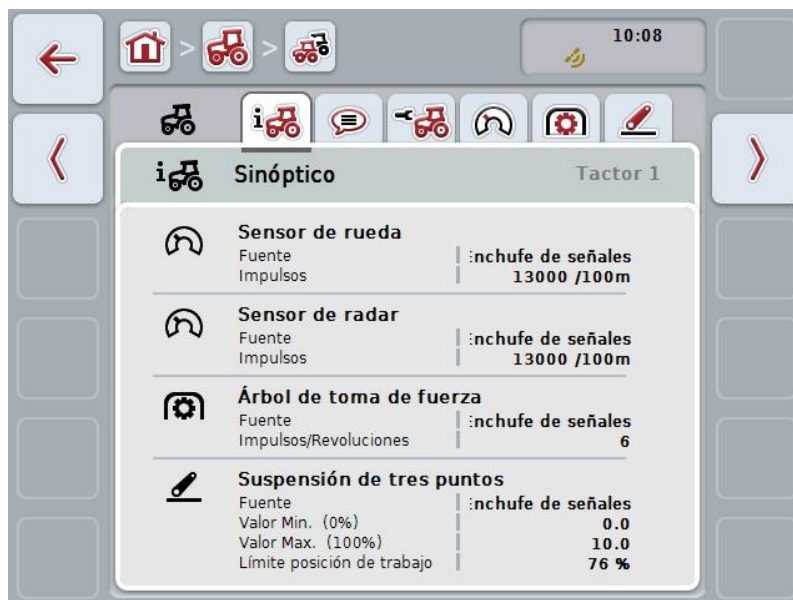 10:08
Sinóptico Tactor 1
Sensor de rueda
Fuente :nchufe de señales
Impulsos 13000 /100m
Sensor de radar
Fuente :nchufe de señales
Impulsos 13000 /100m
Árbol de toma de fuerza
Fuente :nchufe de señales
Impulsos/Revoluciones 6
Suspensión de tres puntos
Fuente :nchufe de señales
Valor Min. (0%) 0.0
Valor Max. (100%) 10.0
Límite posición de trabajo 76 %